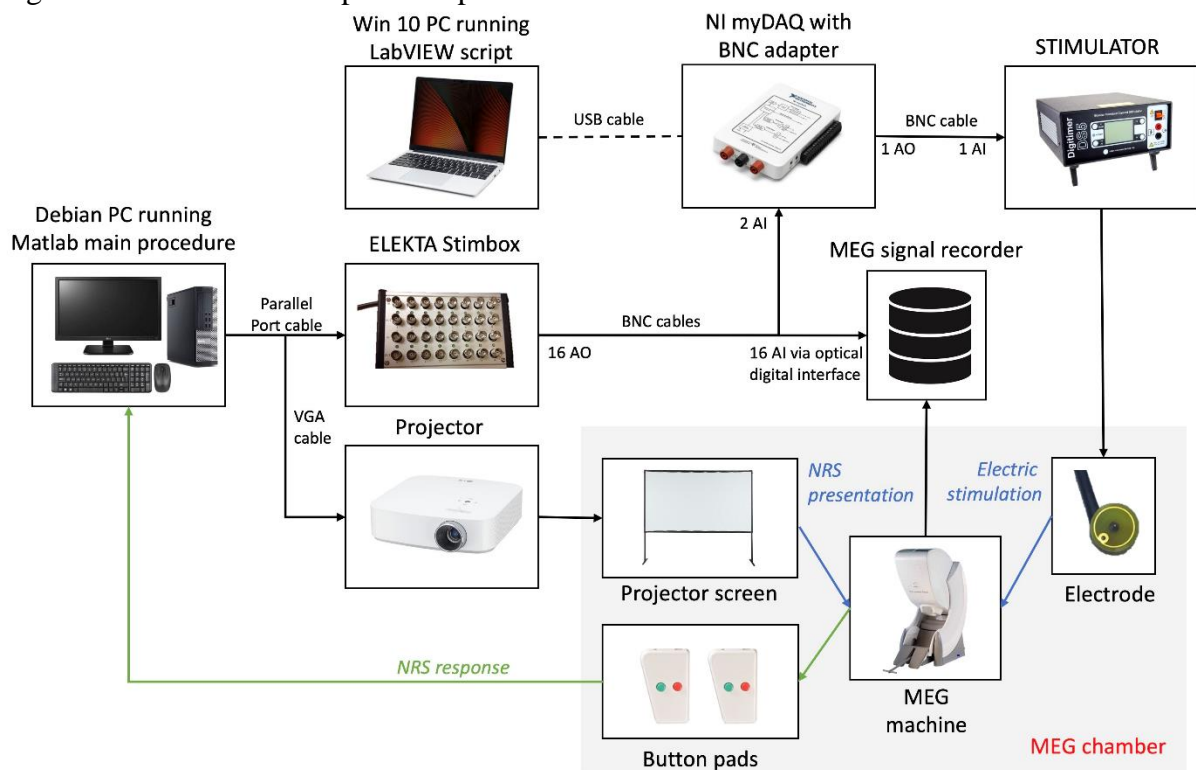 Win 10 PC running
LabVIEW script
NI myDAQ with
BNC adapter
STIMULATOR
USB cable
BNC cable
1 AO
1 AI
Digitimer
DS5
Debian PC running
Matlab main procedure
ELEKTA Stimbox
2 AI
MEG signal recorder
Parallel
Port cable
BNC cables
16 AO
16 AI via optical
digital interface
VGA
cable
Projector
NRS
presentation
Electric
stimulation
Projector screen
Electrode
NRS response
MEG
machine
Button pads
MEG chamber